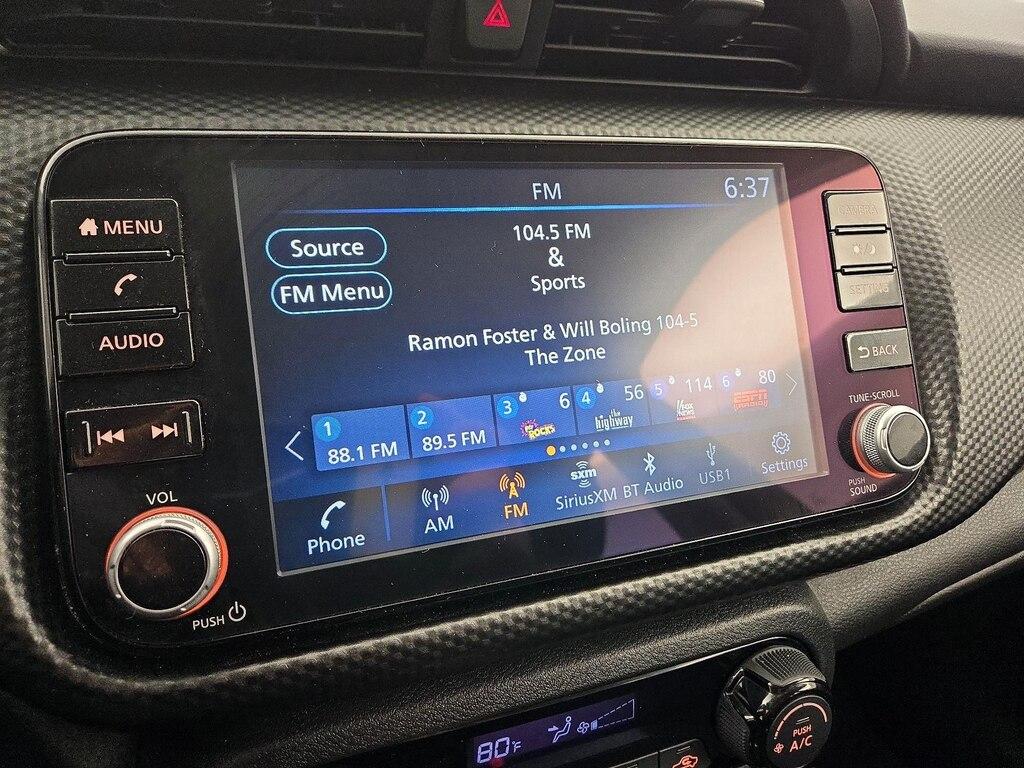 FM
6:37
Source
104.5 FM
&
Sports
FM Menu
Ramon Foster & Will Boling 104-5
The Zone
1
88.1 FM
2
89.5 FM
3
6
ROCKS
4
56
the
highway
5
114
6
80
ESPN
Phone
AM
FM
sxm
SiriusXM
BT Audio
USB1
Settings
MENU
AUDIO
VOL
PUSH
CAMERA
SETTING
BACK
TUNE-SCROLL
PUSH
SOUND
80°F
PUSH
A/C